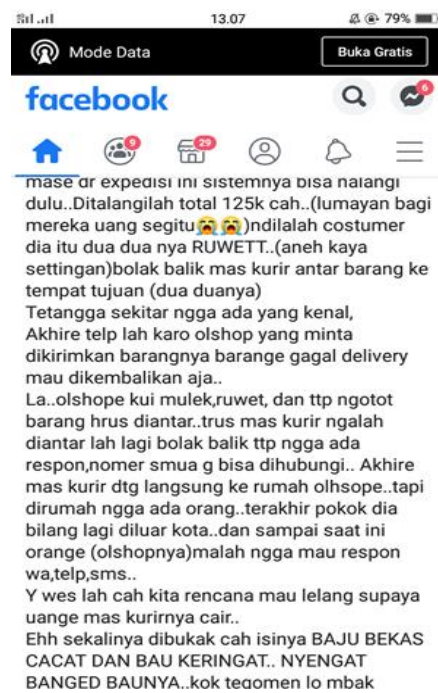 13.07
79%
Mode Data
Buka Gratis
facebook
6
9
29
mase dr expedisi ini sistemnya bisa nalangi
dulu..Ditalangilah total 125k cah..(lumayan bagi
mereka uang segitu😭😭)ndilalah costumer
dia itu dua dua nya RUWETT..(aneh kaya
settingan)bolak balik mas kurir antar barang ke
tempat tujuan (dua duanya)
Tetangga sekitar ngga ada yang kenal,
Akhire telp lah karo olshop yang minta
dikirimkan barangnya barange gagal delivery
mau dikembalikan aja..
La..olshope kui mulek,ruwet, dan ttp ngotot
barang hrus diantar..trus mas kurir ngalah
diantar lah lagi bolak balik ttp ngga ada
respon,nomer smua g bisa dihubungi.. Akhire
mas kurir dtg langsung ke rumah olhsope..tapi
dirumah ngga ada orang..terakhir pokok dia
bilang lagi diluar kota..dan sampai saat ini
orange (olshopnya)malah ngga mau respon
wa,telp,sms..
Y wes lah cah kita rencana mau lelang supaya
uange mas kurirnya cair..
Ehh sekalinya dibukak cah isinya BAJU BEKAS
CACAT DAN BAU KERINGAT.. NYENGAT
BANGED BAUNYA..kok tegomen lo mbak